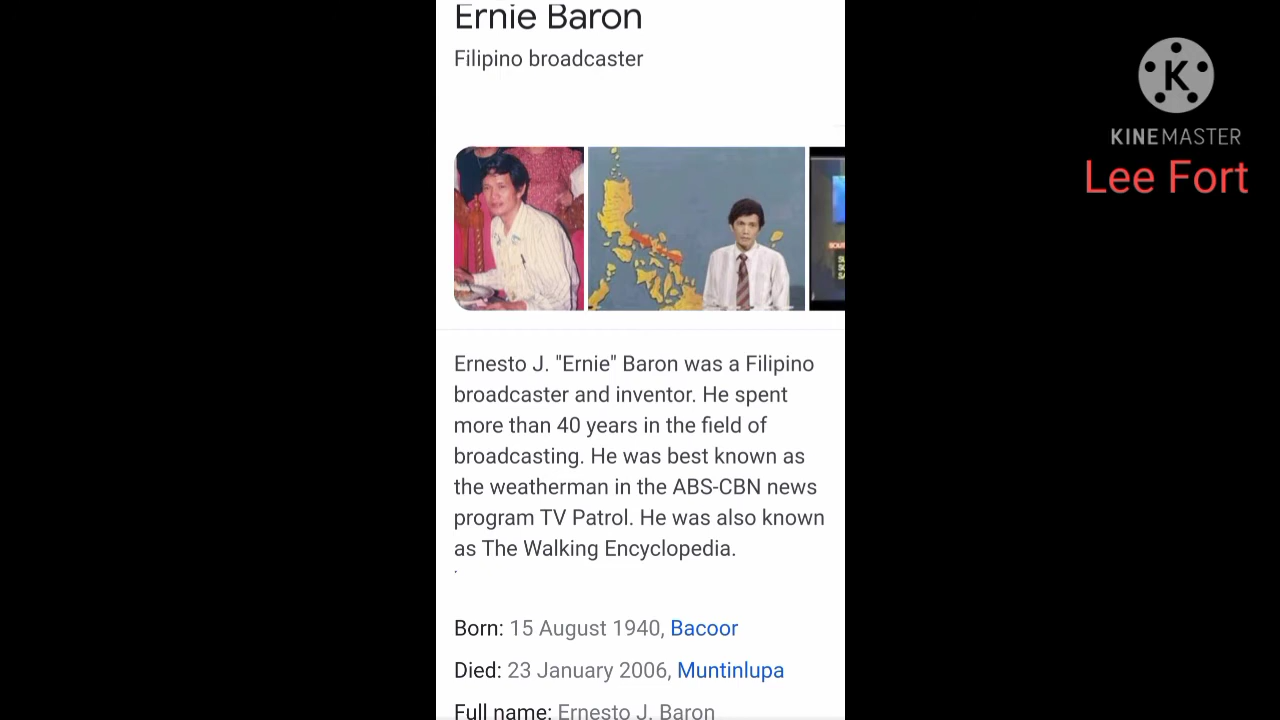 Ernie Baron
Filipino broadcaster
KINEMASTER
Lee Fort
Ernesto J. "Ernie" Baron was a Filipino
broadcaster and inventor. He spent
more than 40 years in the field of
broadcasting. He was best known as
the weatherman in the ABS-CBN news
program TV Patrol. He was also known
as The Walking Encyclopedia.
Born: 15 August 1940, Bacoor
Died: 23 January 2006, Muntinlupa
Full name: Ernesto J. Baron